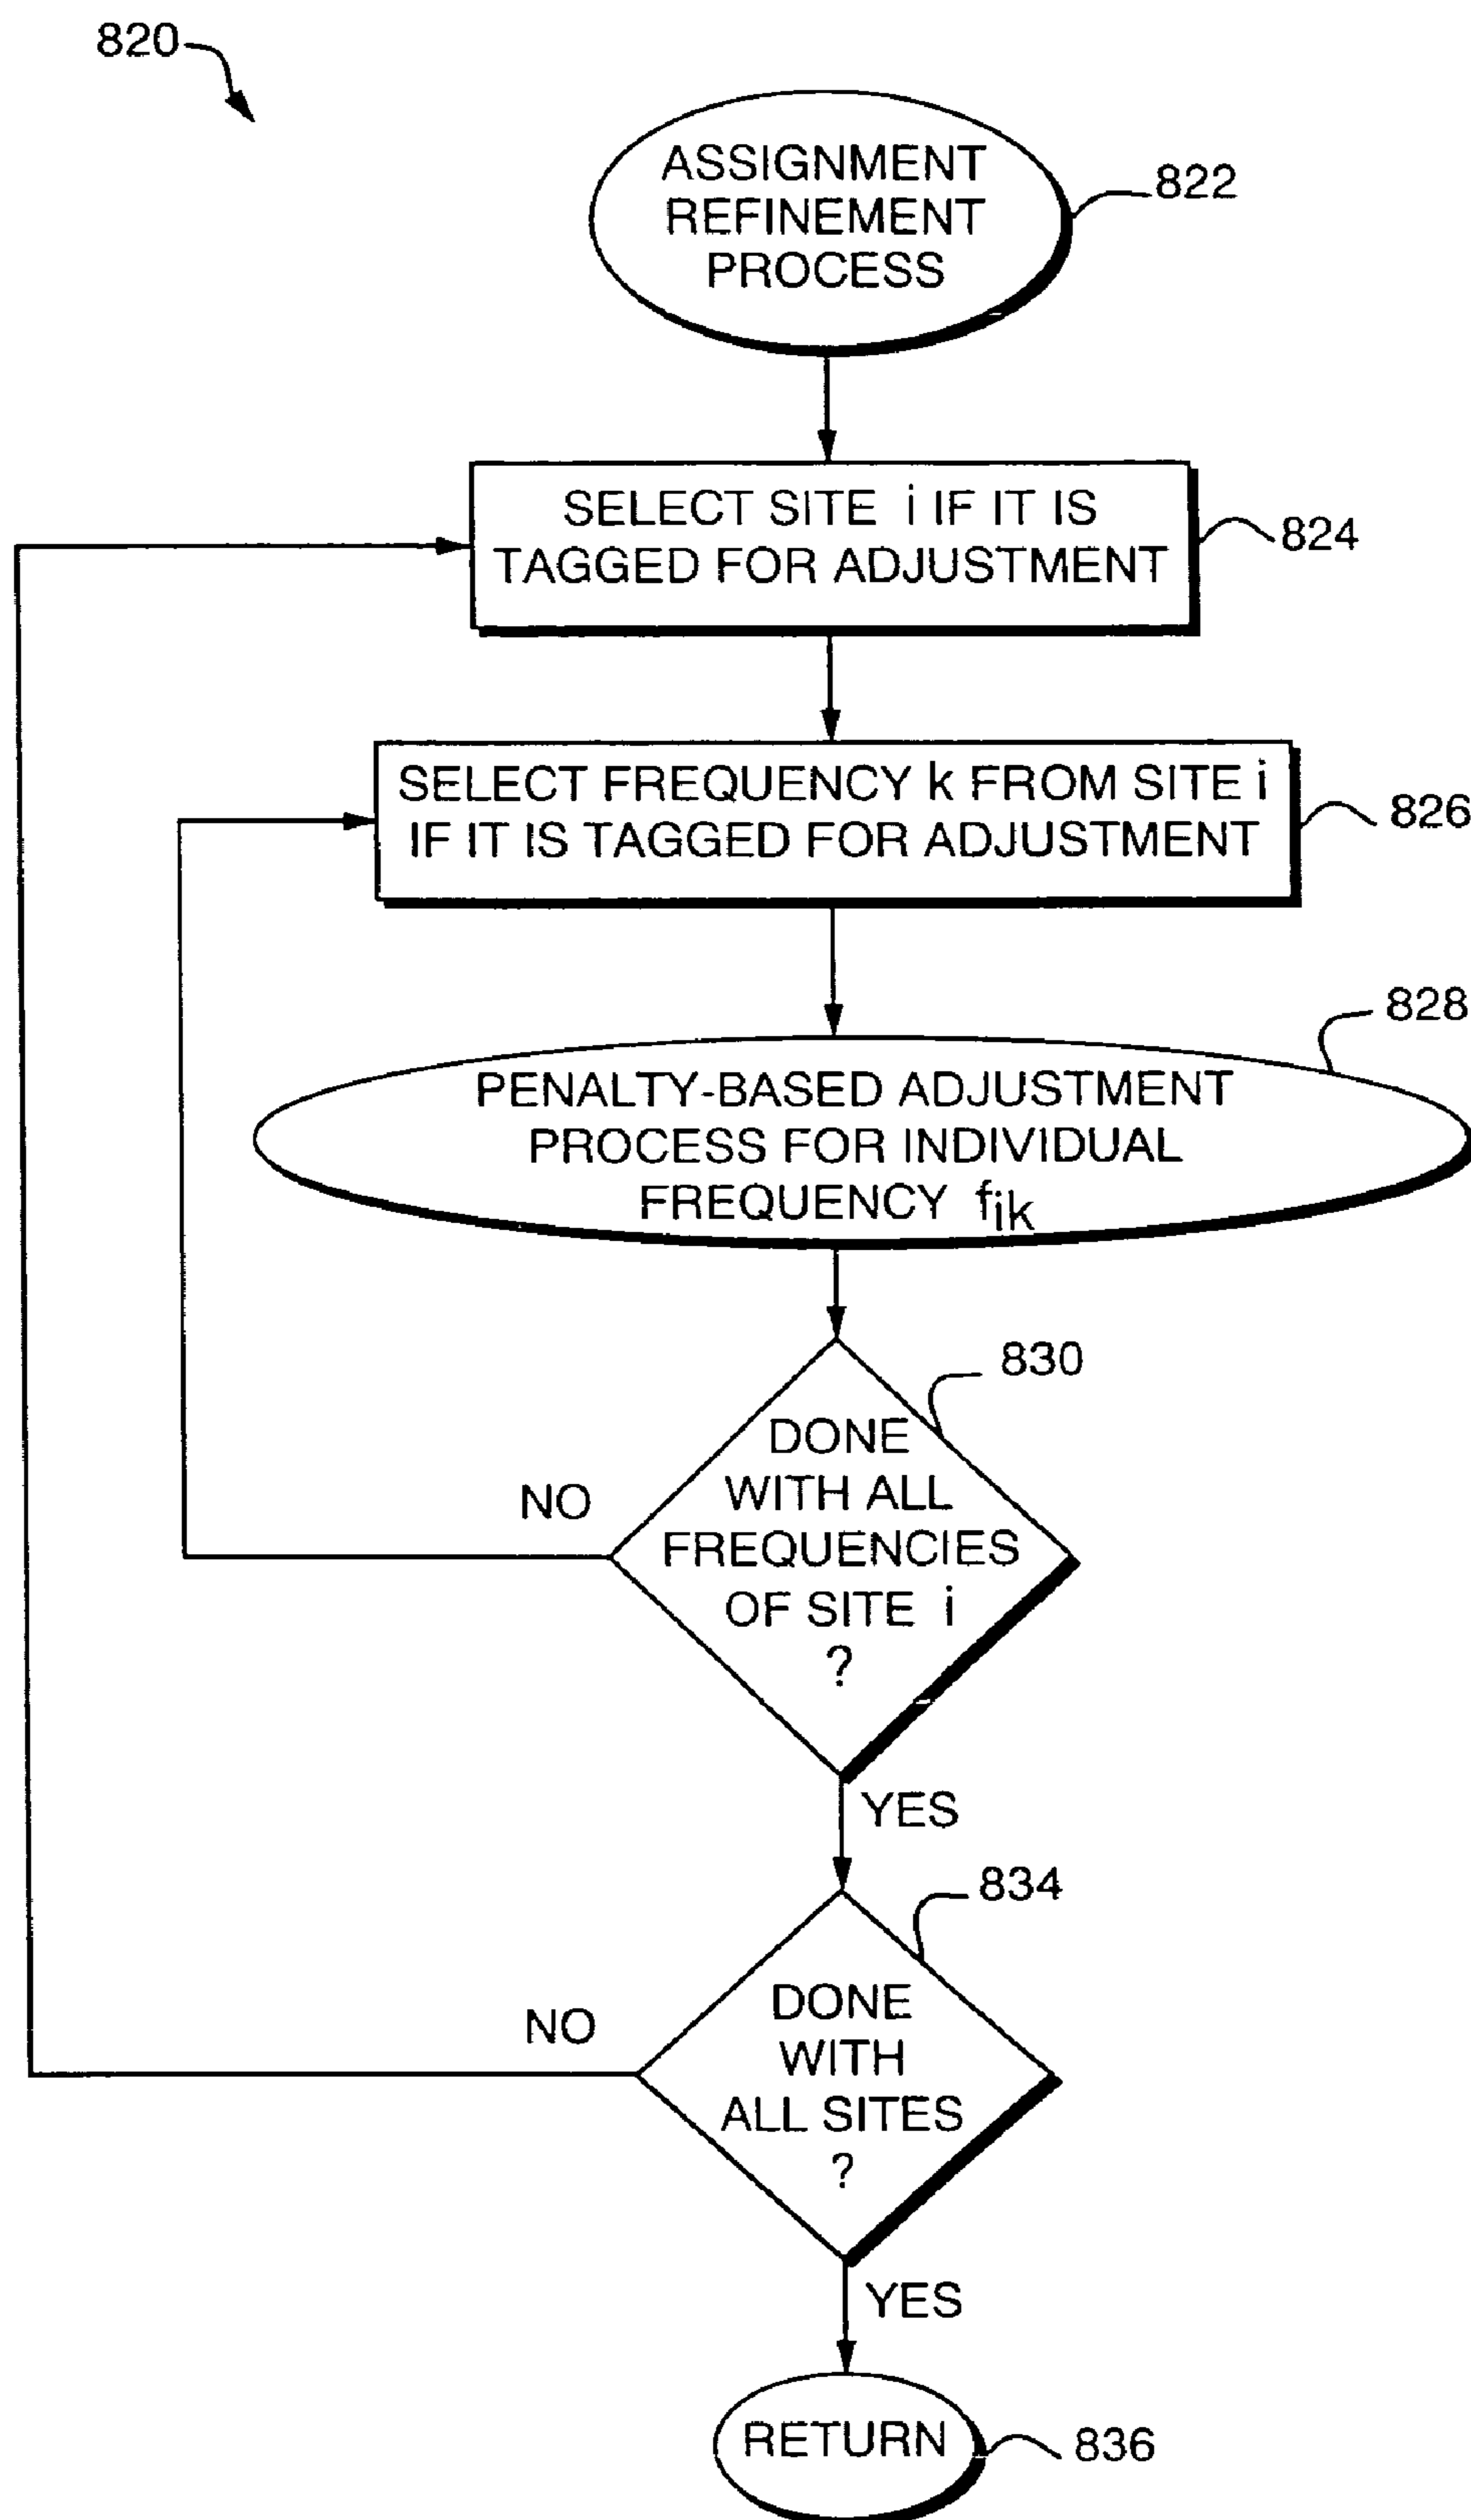 820
ASSIGNMENT
REFINEMENT
PROCESS
822
SELECT SITE i IF IT IS
TAGGED FOR ADJUSTMENT
824
SELECT FREQUENCY k FROM SITE i
IF IT IS TAGGED FOR ADJUSTMENT
826
828
PENALTY-BASED ADJUSTMENT
PROCESS FOR INDIVIDUAL
FREQUENCY fik
830
DONE
WITH ALL
FREQUENCIES
OF SITE i
?
NO
YES
834
DONE
WITH
ALL SITES
?
NO
YES
RETURN
836